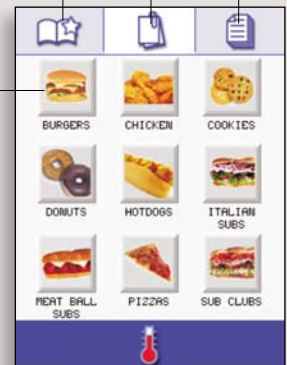 BURGERS
CHICKEN
COOKIES
DONUTS
HOTDOGS
ITALIAN
SUBS
MEAT BALL
SUBS
PIZZAS
SUB CLUBS